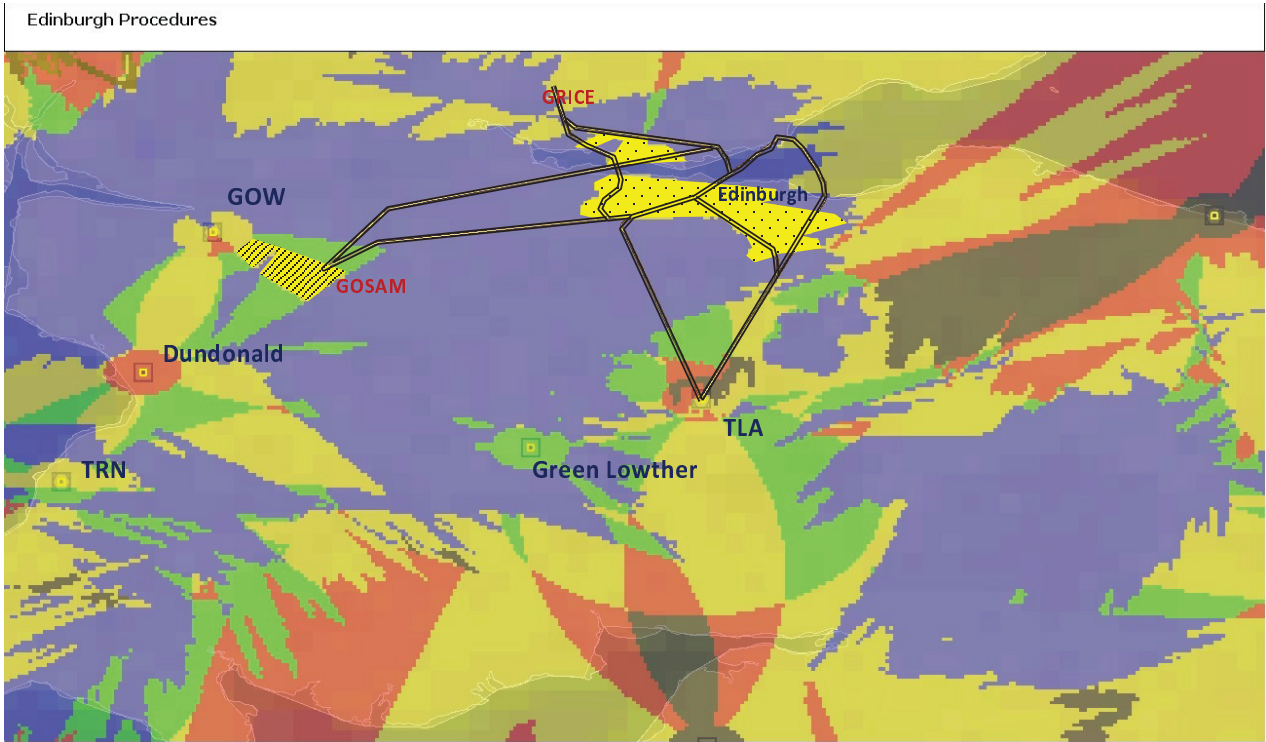 Edinburgh Procedures
GRICE
GOW
Edinburgh
GOSAM
Dundonald
TLA
TRN
Green Lowther